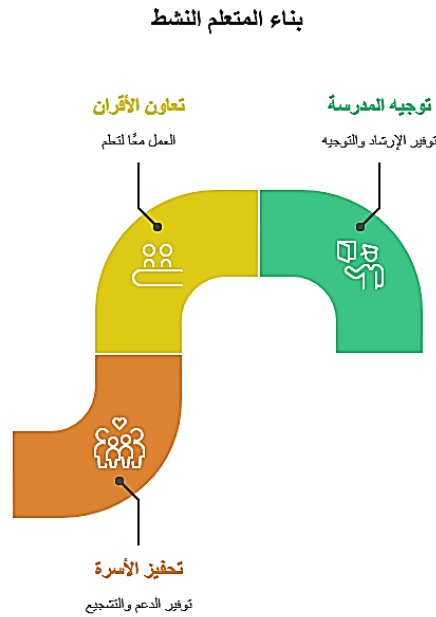 بناء المتعلم النشط
توجيه المدرسة
توفير الإرشاد والتوجيه
تعاون الأقران
العمل معًا لتعلم
تحفيز الأسرة
توفير الدعم والتشجيع